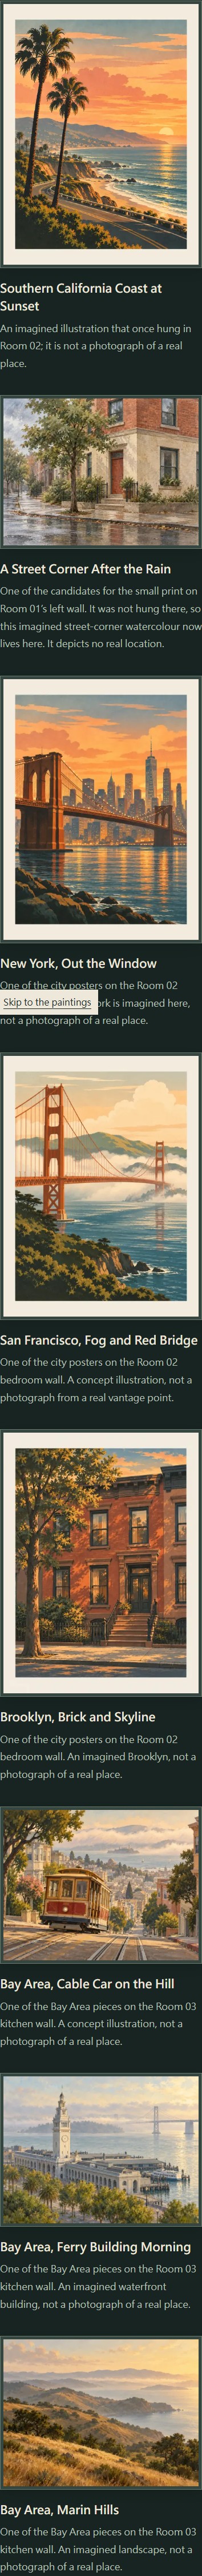 Southern California Coast at
Sunset
An imagined illustration that once hung in
Room 02; it is not a photograph of a real
place.
A Street Corner After the Rain
One of the candidates for the small print on
Room 01's left wall. It was not hung there, so
this imagined street-corner watercolour now
lives here. It depicts no real location.
New York, Out the Window
One of the city posters on the Room 02
Skip to the paintings
rk is imagined here,
not a photograph of a real place.
San Francisco, Fog and Red Bridge
One of the city posters on the Room 02
bedroom wall. A concept illustration, not a
photograph from a real vantage point.
Brooklyn, Brick and Skyline
One of the city posters on the Room 02
bedroom wall. An imagined Brooklyn, not a
photograph of a real place.
Bay Area, Cable Car on the Hill
One of the Bay Area pieces on the Room 03
kitchen wall. A concept illustration, not a
photograph of a real place.
Bay Area, Ferry Building Morning
One of the Bay Area pieces on the Room 03
kitchen wall. An imagined waterfront
building, not a photograph of a real place.
Bay Area, Marin Hills
One of the Bay Area pieces on the Room 03
kitchen wall. An imagined landscape, not a
photograph of a real place.